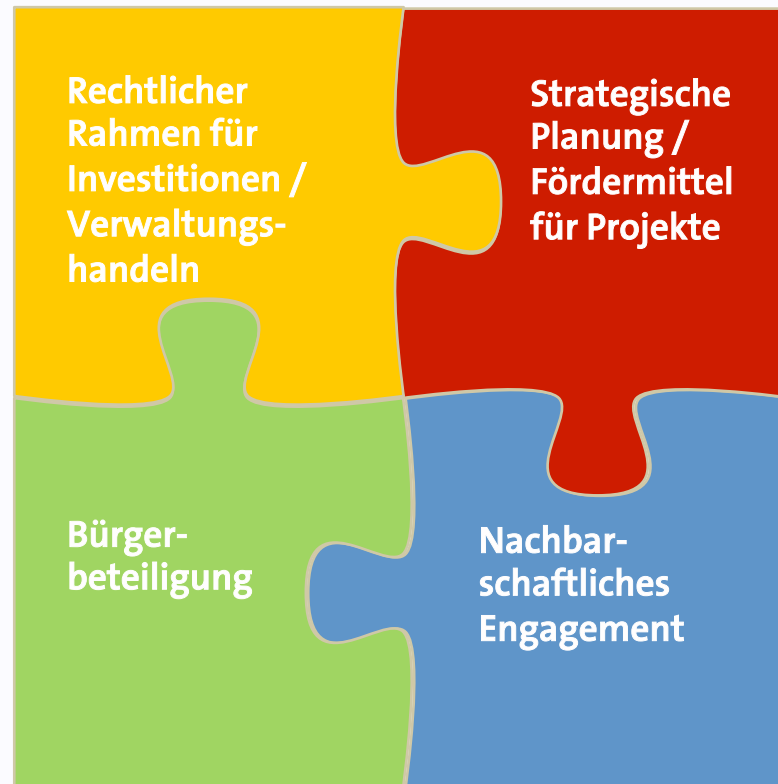 Rechtlicher
Rahmen für
Investitionen /
Verwaltungs-
handeln
Strategische
Planung /
Fördermittel
für Projekte
Bürger-
beteiligung
Nachbar-
schaftliches
Engagement